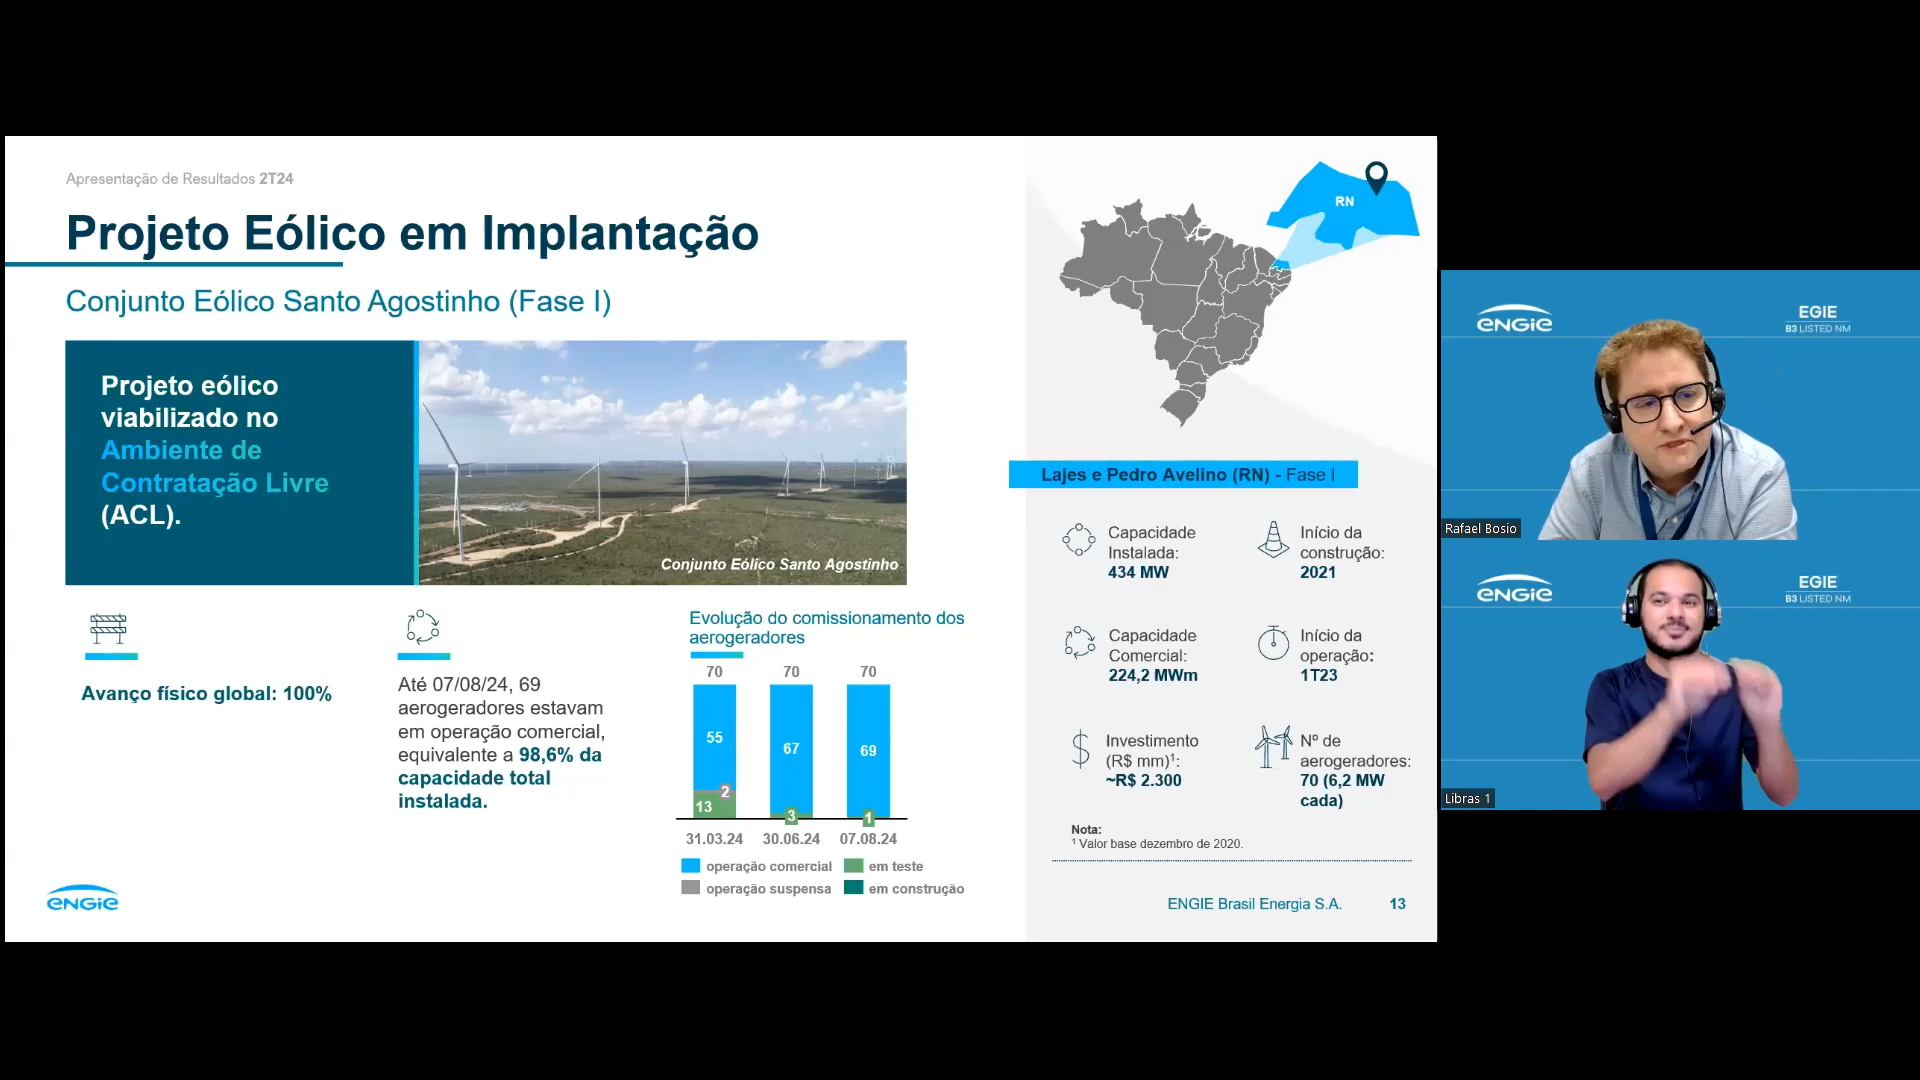 Apresentação de Resultados 2T24
Projeto Eólico em Implantação
Conjunto Eólico Santo Agostinho (Fase I)
Projeto eólico
viabilizado no
Ambiente de
Contratação Livre
(ACL).
Conjunto Eólico Santo Agostinho
Avanço físico global: 100%
Até 07/08/24, 69
aerogeradores estavam
em operação comercial,
equivalente a 98,6% da
capacidade total
instalada.
Evolução do comissionamento dos
aerogeradores
70 70 70
55 67 69
2
13 3 1
31.03.24 30.06.24 07.08.24
operação comercial em teste
operação suspensa em construção
ENGIE
RN
Lajes e Pedro Avelino (RN) - Fase I
Capacidade
Instalada:
434 MW
Início da
construção:
2021
Capacidade
Comercial:
224,2 MWm
Início da
operação:
1T23
Investimento
(R$ mm)¹:
~R$ 2.300
Nº de
aerogeradores:
70 (6,2 MW
cada)
Nota:
¹ Valor base dezembro de 2020.
ENGIE Brasil Energia S.A. 13
ENGIE
EGIE
B3 LISTED NM
Rafael Bosio
ENGIE
EGIE
B3 LISTED NM
Libras 1